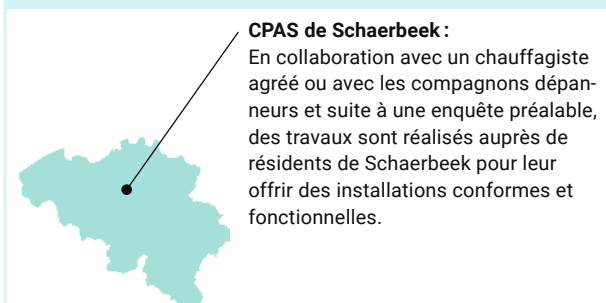 CPAS de Schaerbeek :
En collaboration avec un chauffagiste
agréé ou avec les compagnons dépan-
neurs et suite à une enquête préalable,
des travaux sont réalisés auprès de
résidents de Schaerbeek pour leur
offrir des installations conformes et
fonctionnelles.